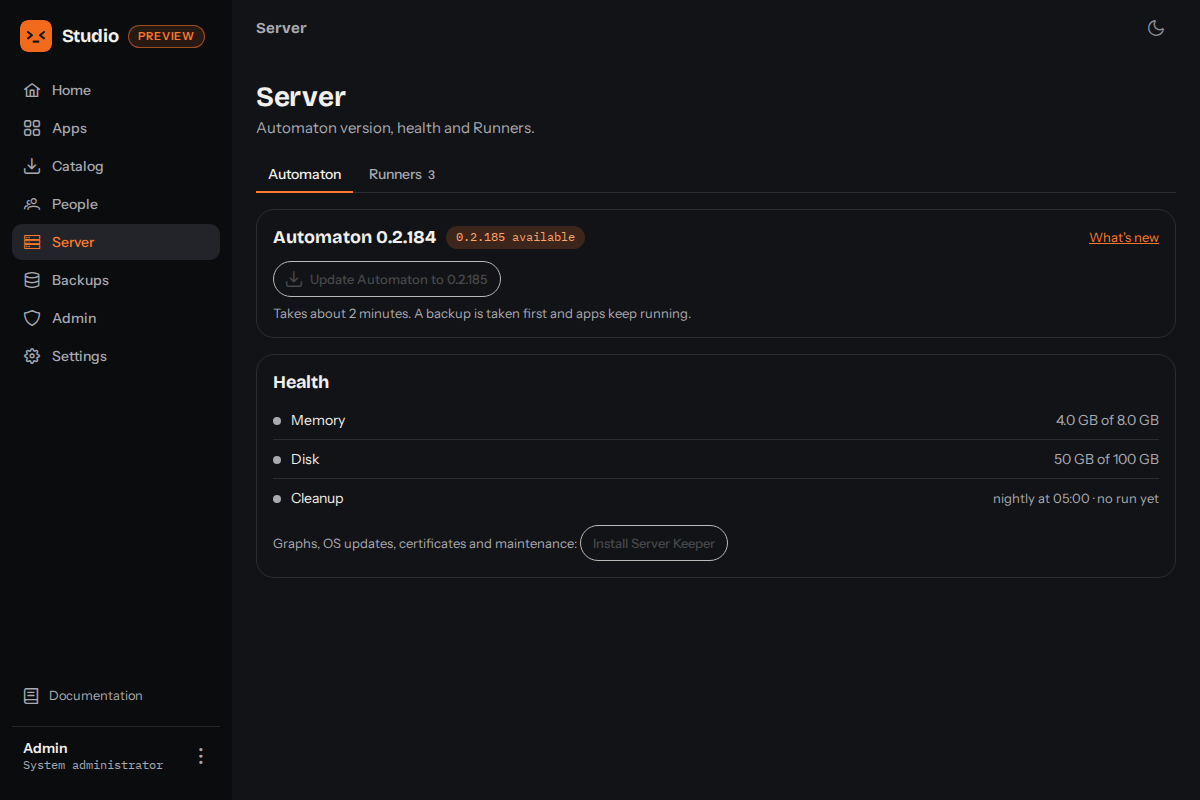 Studio PREVIEW
Home
Apps
Catalog
People
Server
Backups
Admin
Settings
Documentation
Admin
System administrator
Server
Server
Automaton version, health and Runners.
Automaton Runners 3
Automaton 0.2.184 0.2.185 available What's new
Update Automaton to 0.2.185
Takes about 2 minutes. A backup is taken first and apps keep running.
Health
Memory 4.0 GB of 8.0 GB
Disk 50 GB of 100 GB
Cleanup nightly at 05:00 · no run yet
Graphs, OS updates, certificates and maintenance: Install Server Keeper